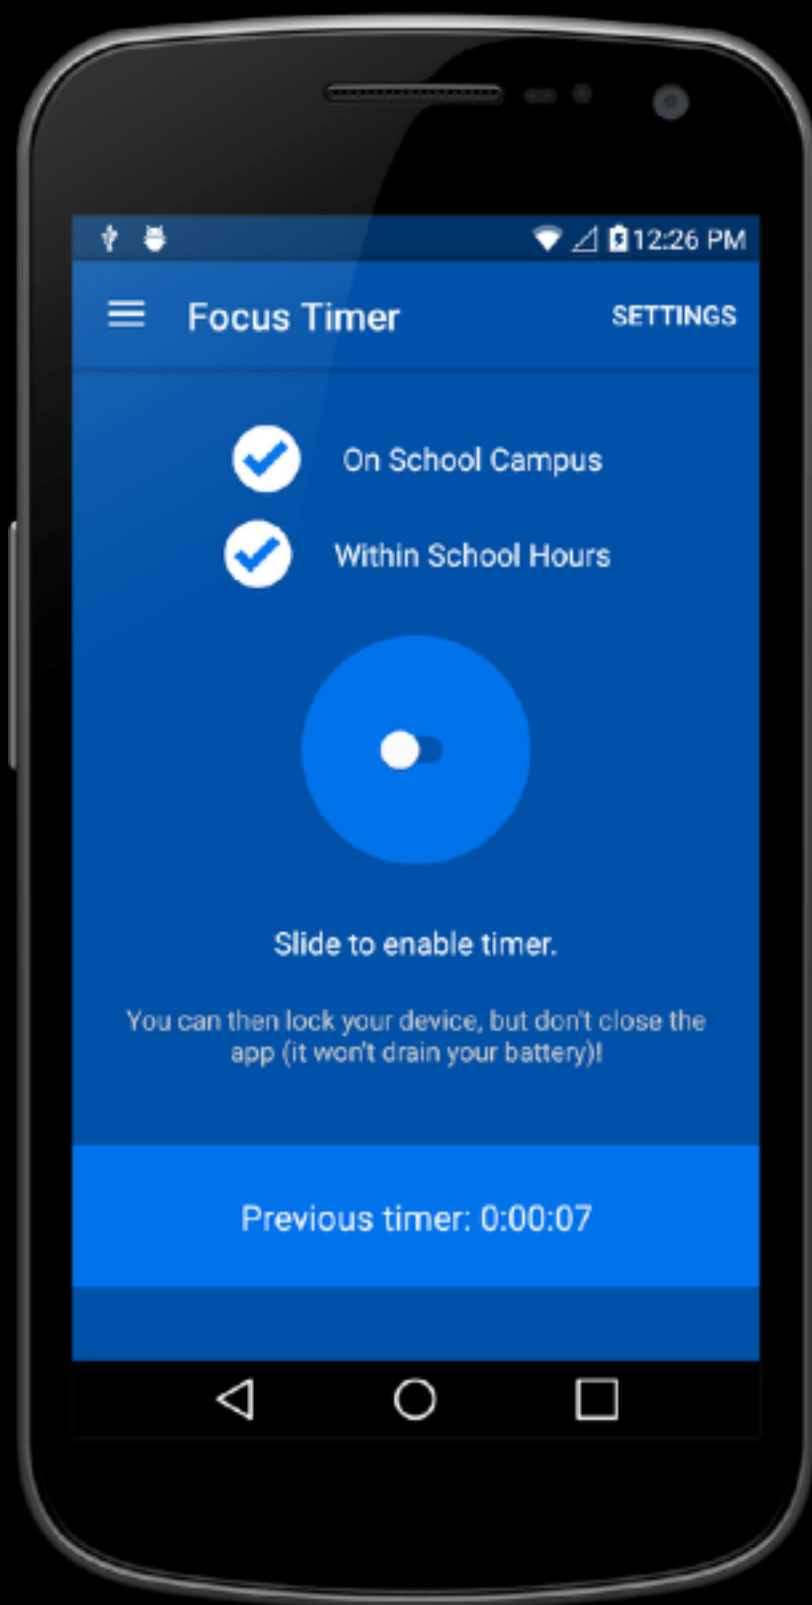 12:26 PM
Focus Timer
SETTINGS
On School Campus
Within School Hours
Slide to enable timer.
You can then lock your device, but don't close the
app (it won't drain your battery)!
Previous timer: 0:00:07